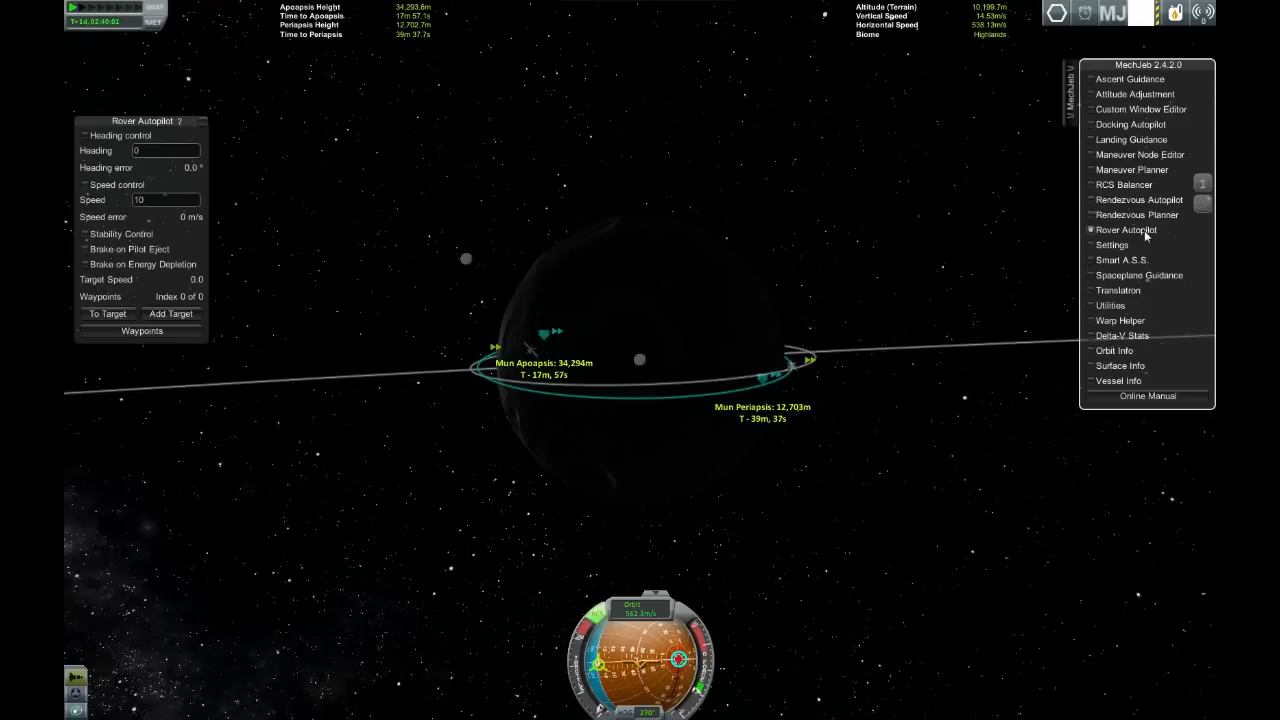 WARP
T+ 1d, 02:40:02
MET
Apoapsis Height 34,293.6m
Time to Apoapsis 17m 57.1s
Periapsis Height 12,702.7m
Time to Periapsis 39m 37.7s
Altitude (Terrain) 10,199.7m
Vertical Speed 14.53m/s
Horizontal Speed 538.13m/s
Biome Highlands
MJ
Rover Autopilot ?
Heading control
Heading 0
Heading error 0.0 °
Speed control
Speed 10
Speed error 0 m/s
Stability Control
Brake on Pilot Eject
Brake on Energy Depletion
Target Speed 0.0
Waypoints Index 0 of 0
To Target Add Target
Waypoints
Mun Apoapsis: 34,294m
T - 17m, 57s
Mun Periapsis: 12,703m
T - 39m, 37s
V MechJeb V
MechJeb 2.4.2.0
Ascent Guidance
Attitude Adjustment
Custom Window Editor
Docking Autopilot
Landing Guidance
Maneuver Node Editor
Maneuver Planner
RCS Balancer
1
Rendezvous Autopilot
Rendezvous Planner
Rover Autopilot
Settings
Smart A.S.S.
Spaceplane Guidance
Translatron
Utilities
Warp Helper
Delta-V Stats
Orbit Info
Surface Info
Vessel Info
Online Manual
Orbit
562.3m/s
HDG 270°